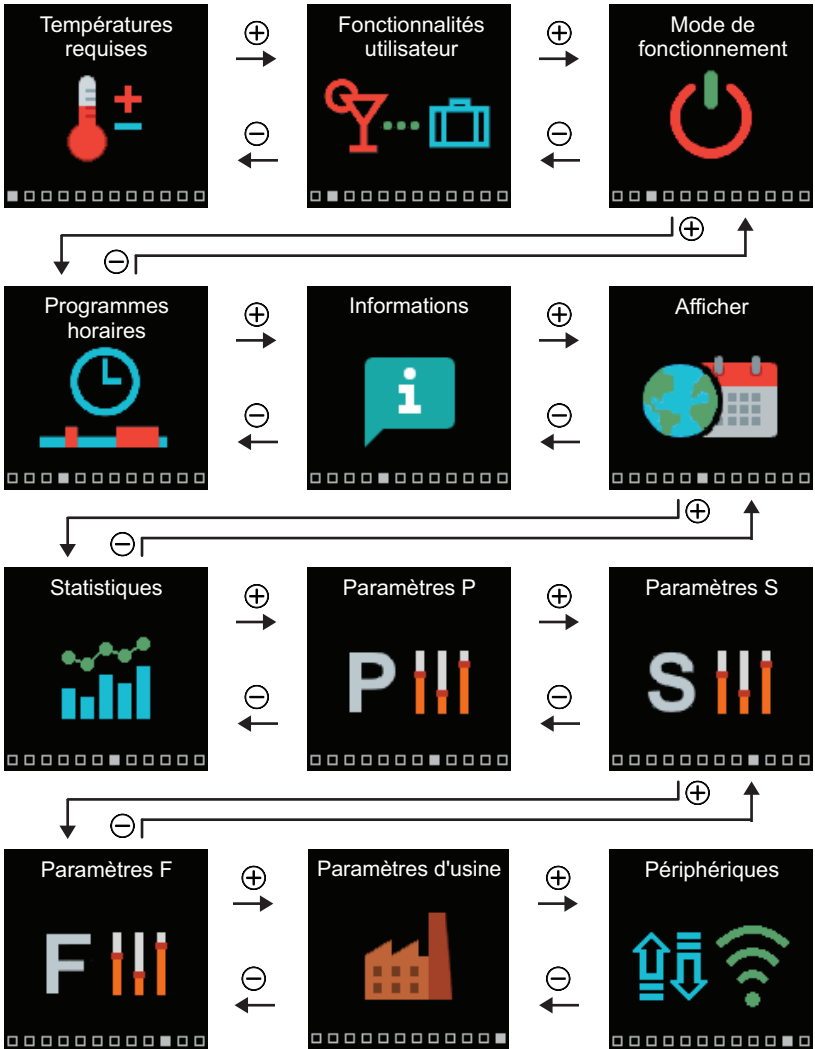 Températures
requises
Fonctionnalités
utilisateur
Mode de
fonctionnement
Programmes
horaires
Informations
i
Afficher
Statistiques
Paramètres P
P
Paramètres S
S
Paramètres F
F
Paramètres d'usine
Périphériques